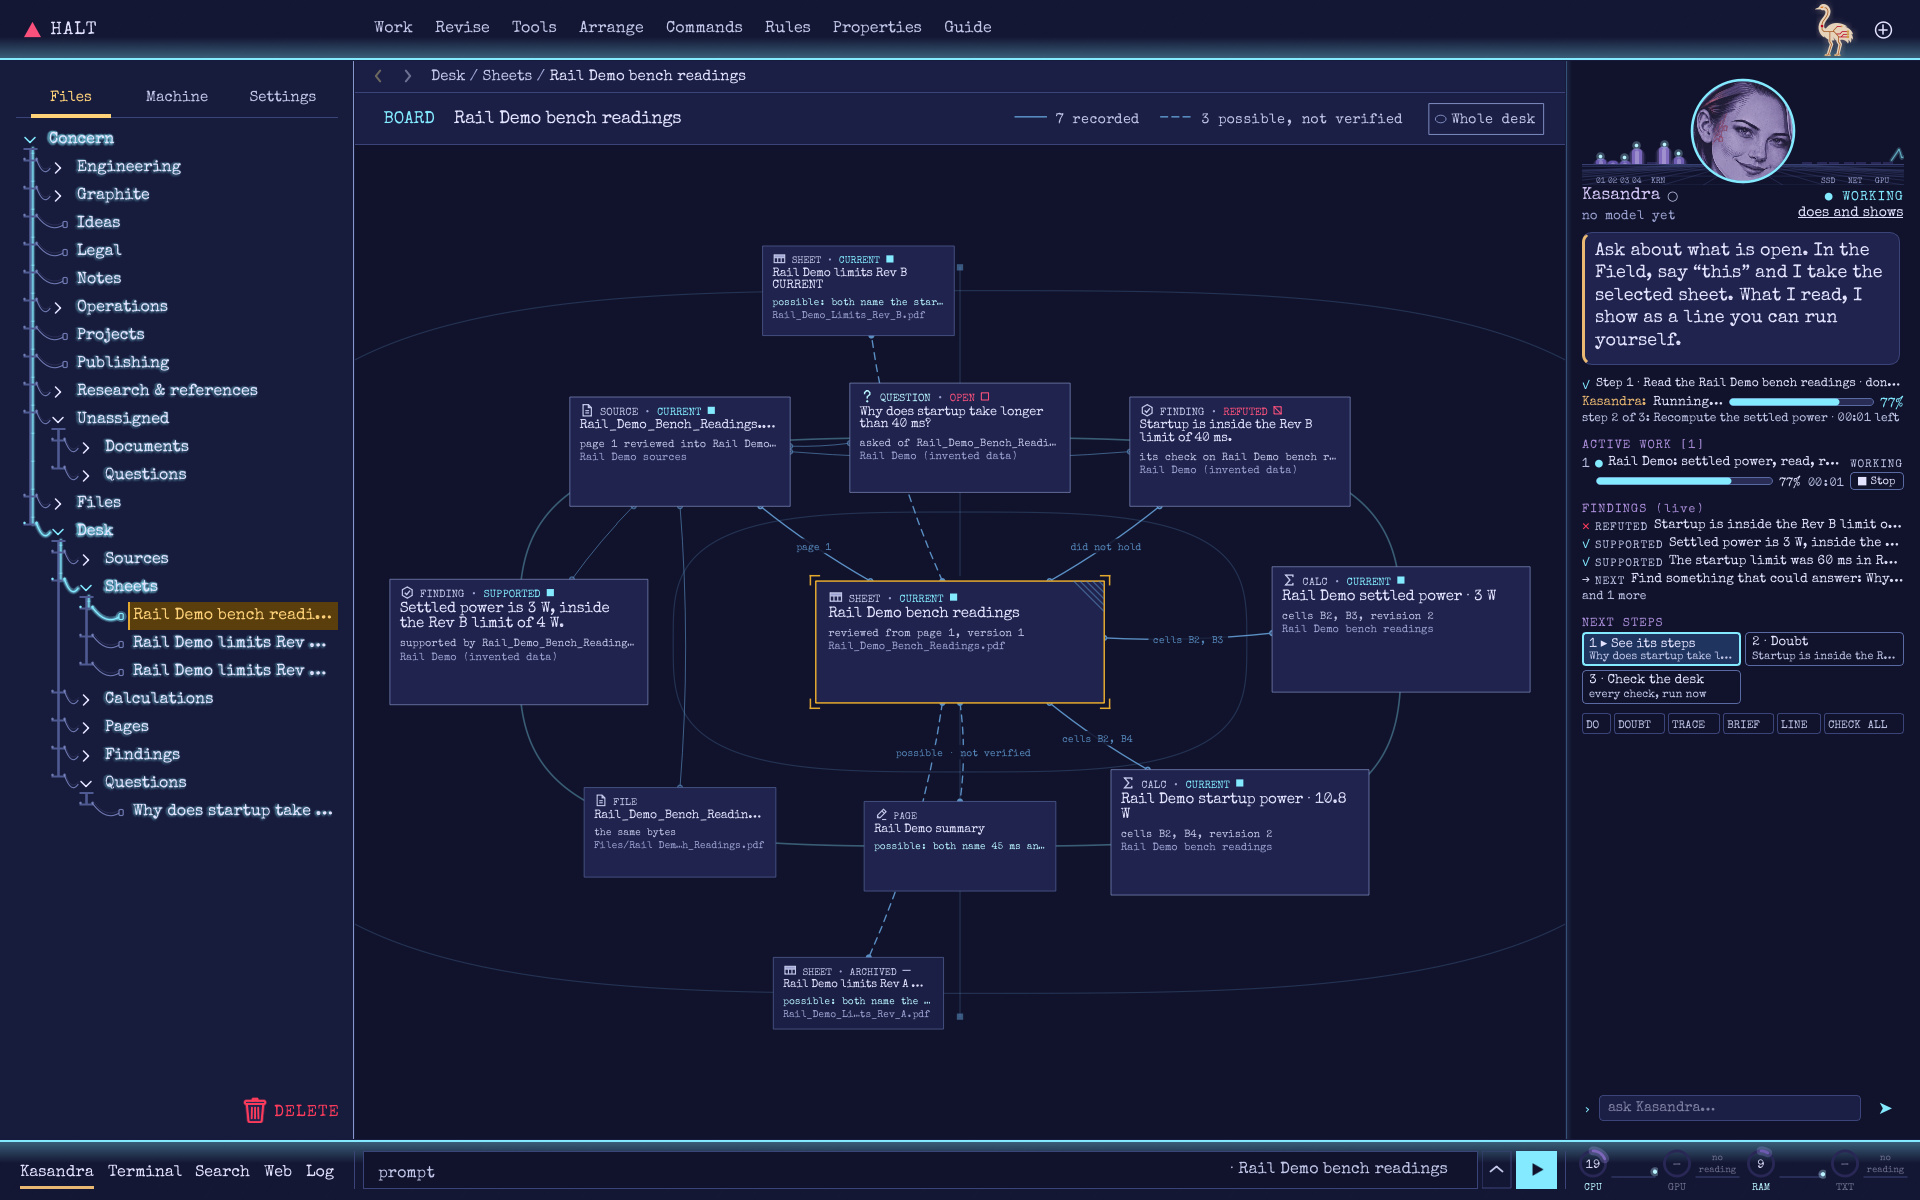 HALT
Work Revise Tools Arrange Commands Rules Properties Guide
Files Machine Settings
Concern
Engineering
Graphite
Ideas
Legal
Notes
Operations
Projects
Publishing
Research & references
Unassigned
Documents
Questions
Files
Desk
Sources
Sheets
Rail Demo bench readi...
Rail Demo limits Rev ...
Rail Demo limits Rev ...
Calculations
Pages
Findings
Questions
Why does startup take ...
DELETE
Desk / Sheets / Rail Demo bench readings
BOARD Rail Demo bench readings
7 recorded 3 possible, not verified Whole desk
SHEET · CURRENT
Rail Demo limits Rev B
CURRENT
possible: both name the star…
Rail_Demo_Limits_Rev_B.pdf
SOURCE · CURRENT
Rail_Demo_Bench_Readings....
page 1 reviewed into Rail Demo…
Rail Demo sources
? QUESTION · OPEN
Why does startup take longer
than 40 ms?
asked of Rail_Demo_Bench_Readi…
Rail Demo (invented data)
FINDING · REFUTED
Startup is inside the Rev B
limit of 40 ms.
its check on Rail Demo bench r…
Rail Demo (invented data)
page 1
did not hold
FINDING · SUPPORTED
Settled power is 3 W, inside
the Rev B limit of 4 W.
supported by Rail_Demo_Bench_Reading…
Rail Demo (invented data)
SHEET · CURRENT
Rail Demo bench readings
reviewed from page 1, version 1
Rail_Demo_Bench_Readings.pdf
cells B2, B3
CALC · CURRENT
Rail Demo settled power · 3 W
cells B2, B3, revision 2
Rail Demo bench readings
cells B2, B4
possible · not verified
FILE
Rail_Demo_Bench_Readin...
the same bytes
Files/Rail Dem…h_Readings.pdf
PAGE
Rail Demo summary
possible: both name 45 ms an…
CALC · CURRENT
Rail Demo startup power · 10.8
W
cells B2, B4, revision 2
Rail Demo bench readings
SHEET · ARCHIVED
Rail Demo limits Rev A ...
possible: both name the …
Rail_Demo_Li…ts_Rev_A.pdf
01 02 03 04 KRN SSD NET GPU
Kasandra WORKING
no model yet does and shows
Ask about what is open. In the
Field, say “this” and I take the
selected sheet. What I read, I
show as a line you can run
yourself.
✓ Step 1 · Read the Rail Demo bench readings · don...
Kasandra: Running... 77%
step 2 of 3: Recompute the settled power · 00:01 left
ACTIVE WORK [1]
1 Rail Demo: settled power, read, r... WORKING
77% 00:01 Stop
FINDINGS (live)
× REFUTED Startup is inside the Rev B limit o...
✓ SUPPORTED Settled power is 3 W, inside the ...
✓ SUPPORTED The startup limit was 60 ms in R...
→ NEXT Find something that could answer: Why...
and 1 more
NEXT STEPS
1 ▸ See its steps
Why does startup take l...
2 · Doubt
Startup is inside the R...
3 · Check the desk
every check, run now
DO DOUBT TRACE BRIEF LINE CHECK ALL
› ask Kasandra...
Kasandra Terminal Search Web Log
prompt · Rail Demo bench readings
19 CPU
— GPU no reading
9 RAM
— TXT no reading